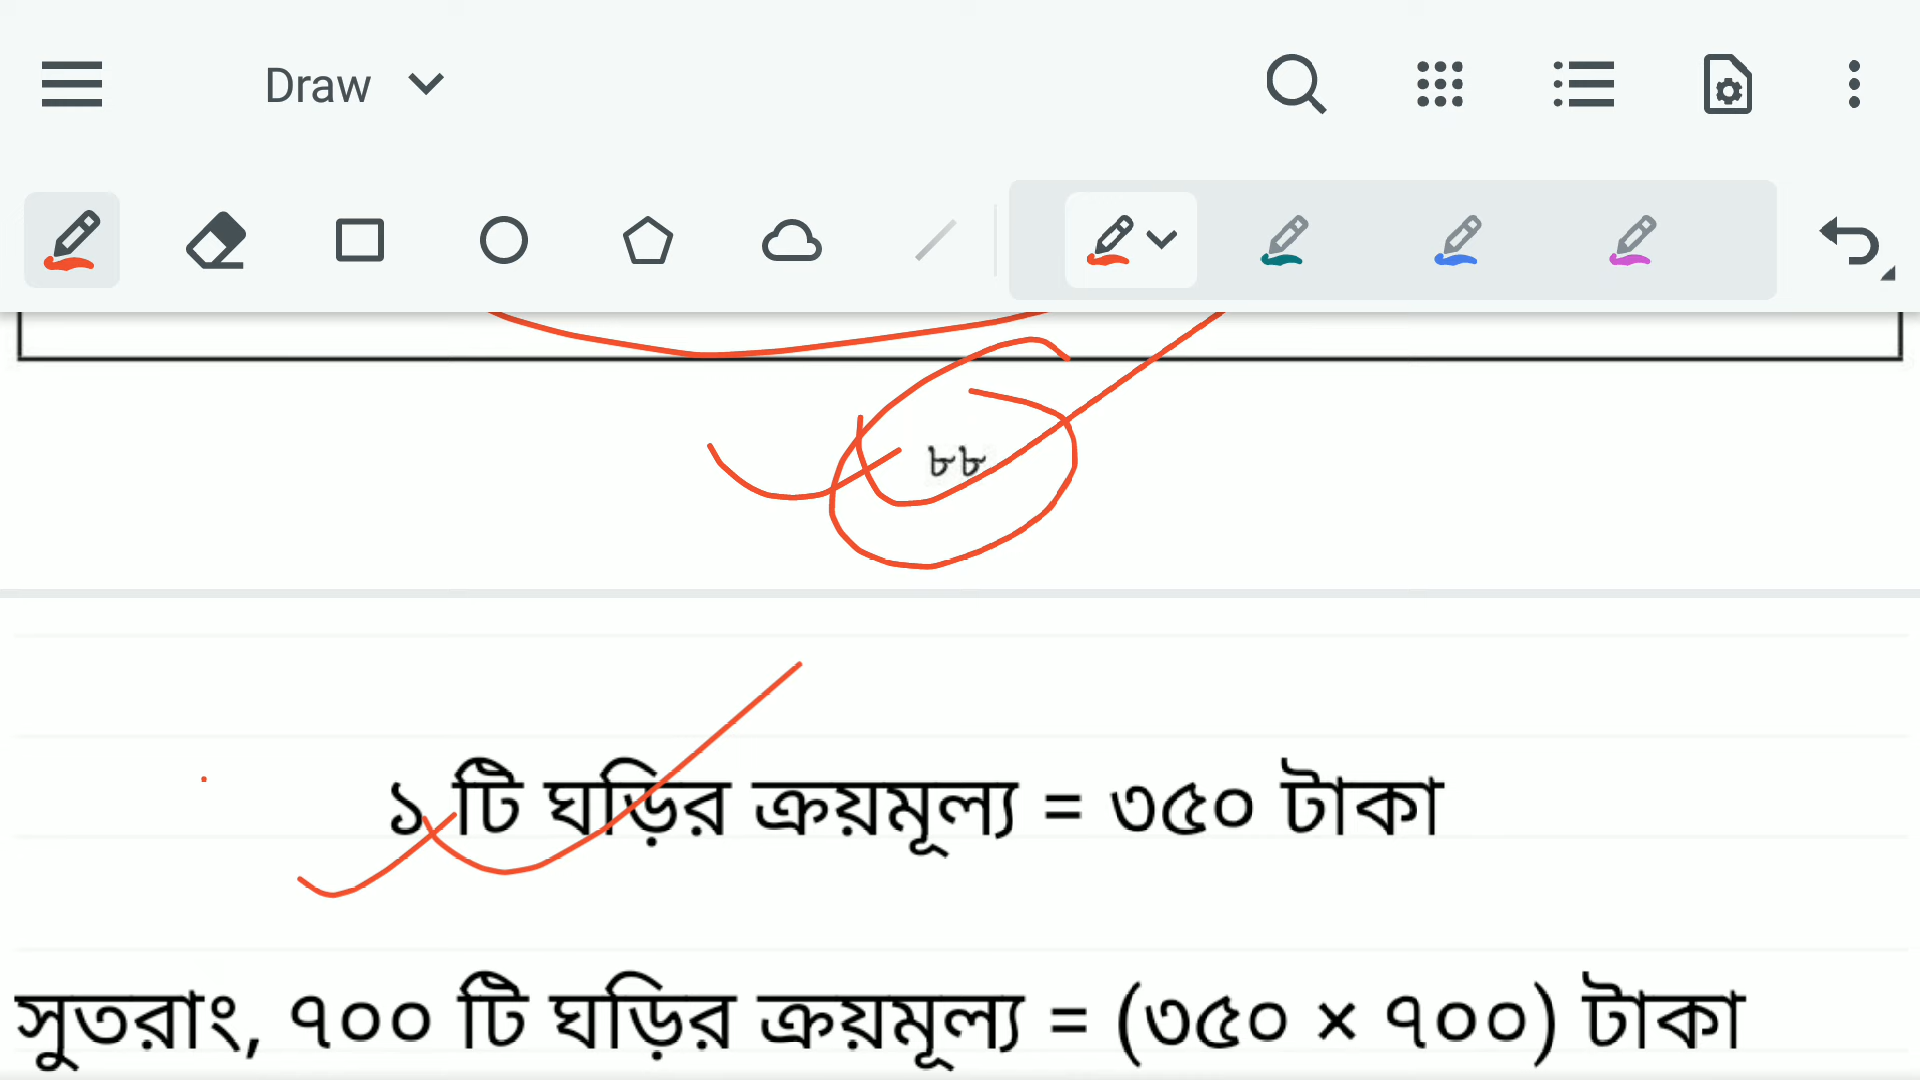 Draw
৮৮
১ টি ঘড়ির ক্রয়মূল্য = ৩৫০ টাকা
সুতরাং, ৭০০ টি ঘড়ির ক্রয়মূল্য = (৩৫০ × ৭০০) টাকা